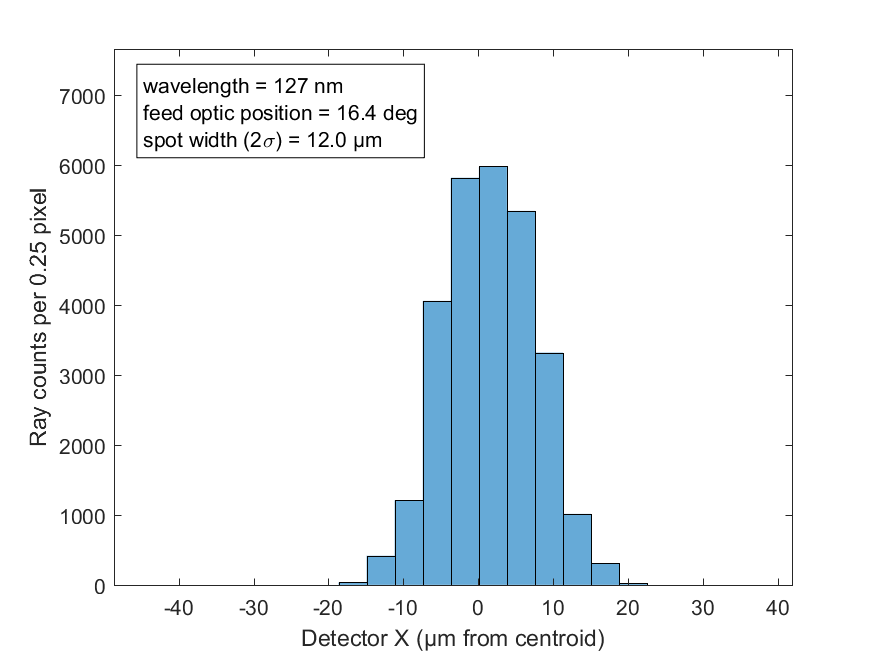 wavelength = 127 nm
feed optic position = 16.4 deg
spot width (2σ) = 12.0 µm
7000
6000
5000
4000
3000
2000
1000
0
Ray counts per 0.25 pixel
-40 -30 -20 -10 0 10 20 30 40
Detector X (µm from centroid)